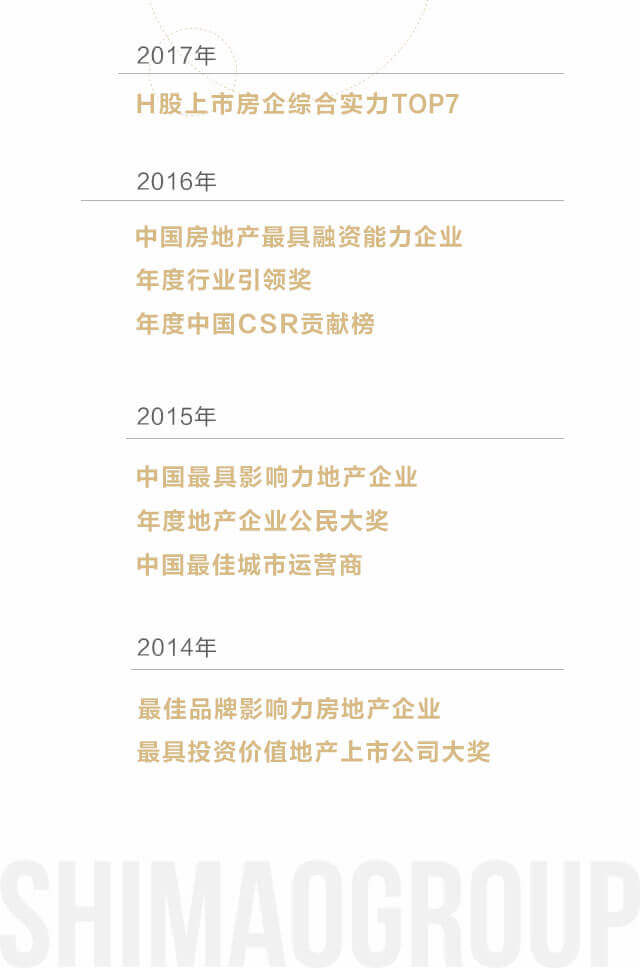 2017年
H股上市房企综合实力TOP7
2016年
中国房地产最具融资能力企业
年度行业引领奖
年度中国CSR贡献榜
2015年
中国最具影响力地产企业
年度地产企业公民大奖
中国最佳城市运营商
2014年
最佳品牌影响力房地产企业
最具投资价值地产上市公司大奖
SHIMAOGROUP